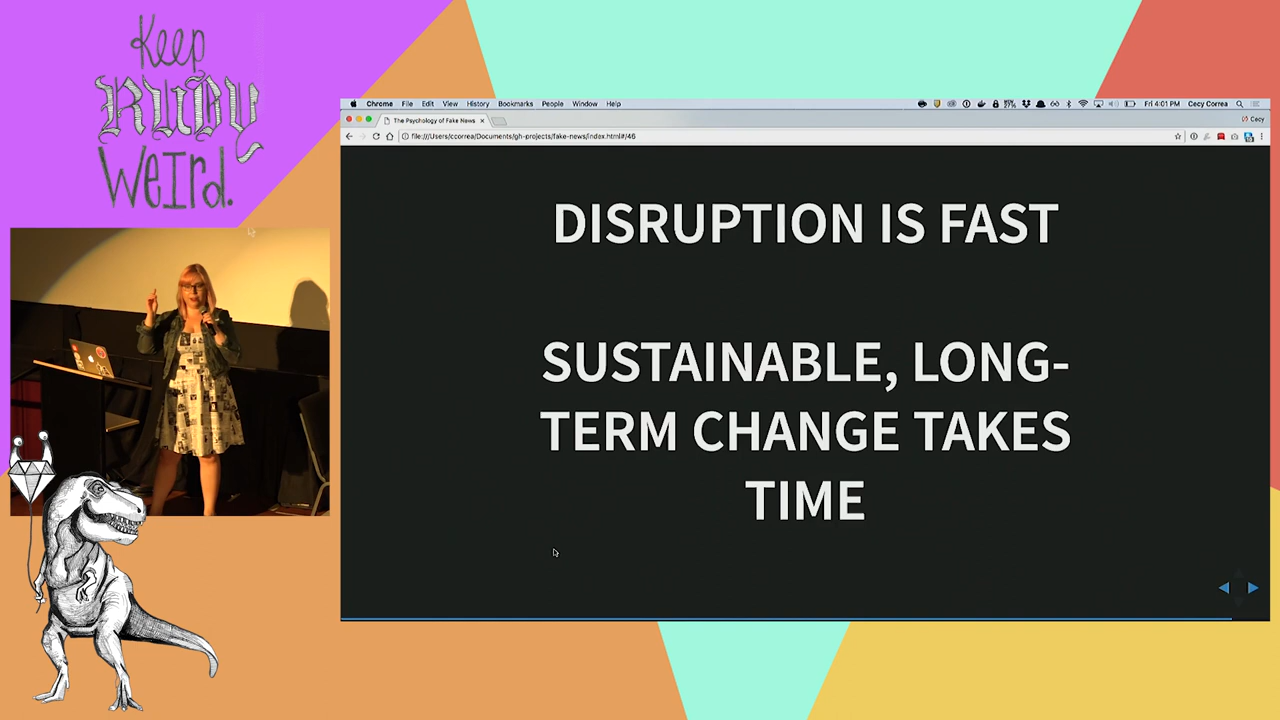 Keep
RUBY
WeIrd.
Chrome File Edit View History Bookmarks People Window Help
Fri 4:01 PM Cecy Correa
The Psychology of Fake News
Cecy
file:///Users/ccorrea/Documents/gh-projects/fake-news/index.html#/46
DISRUPTION IS FAST
SUSTAINABLE, LONG-
TERM CHANGE TAKES
TIME